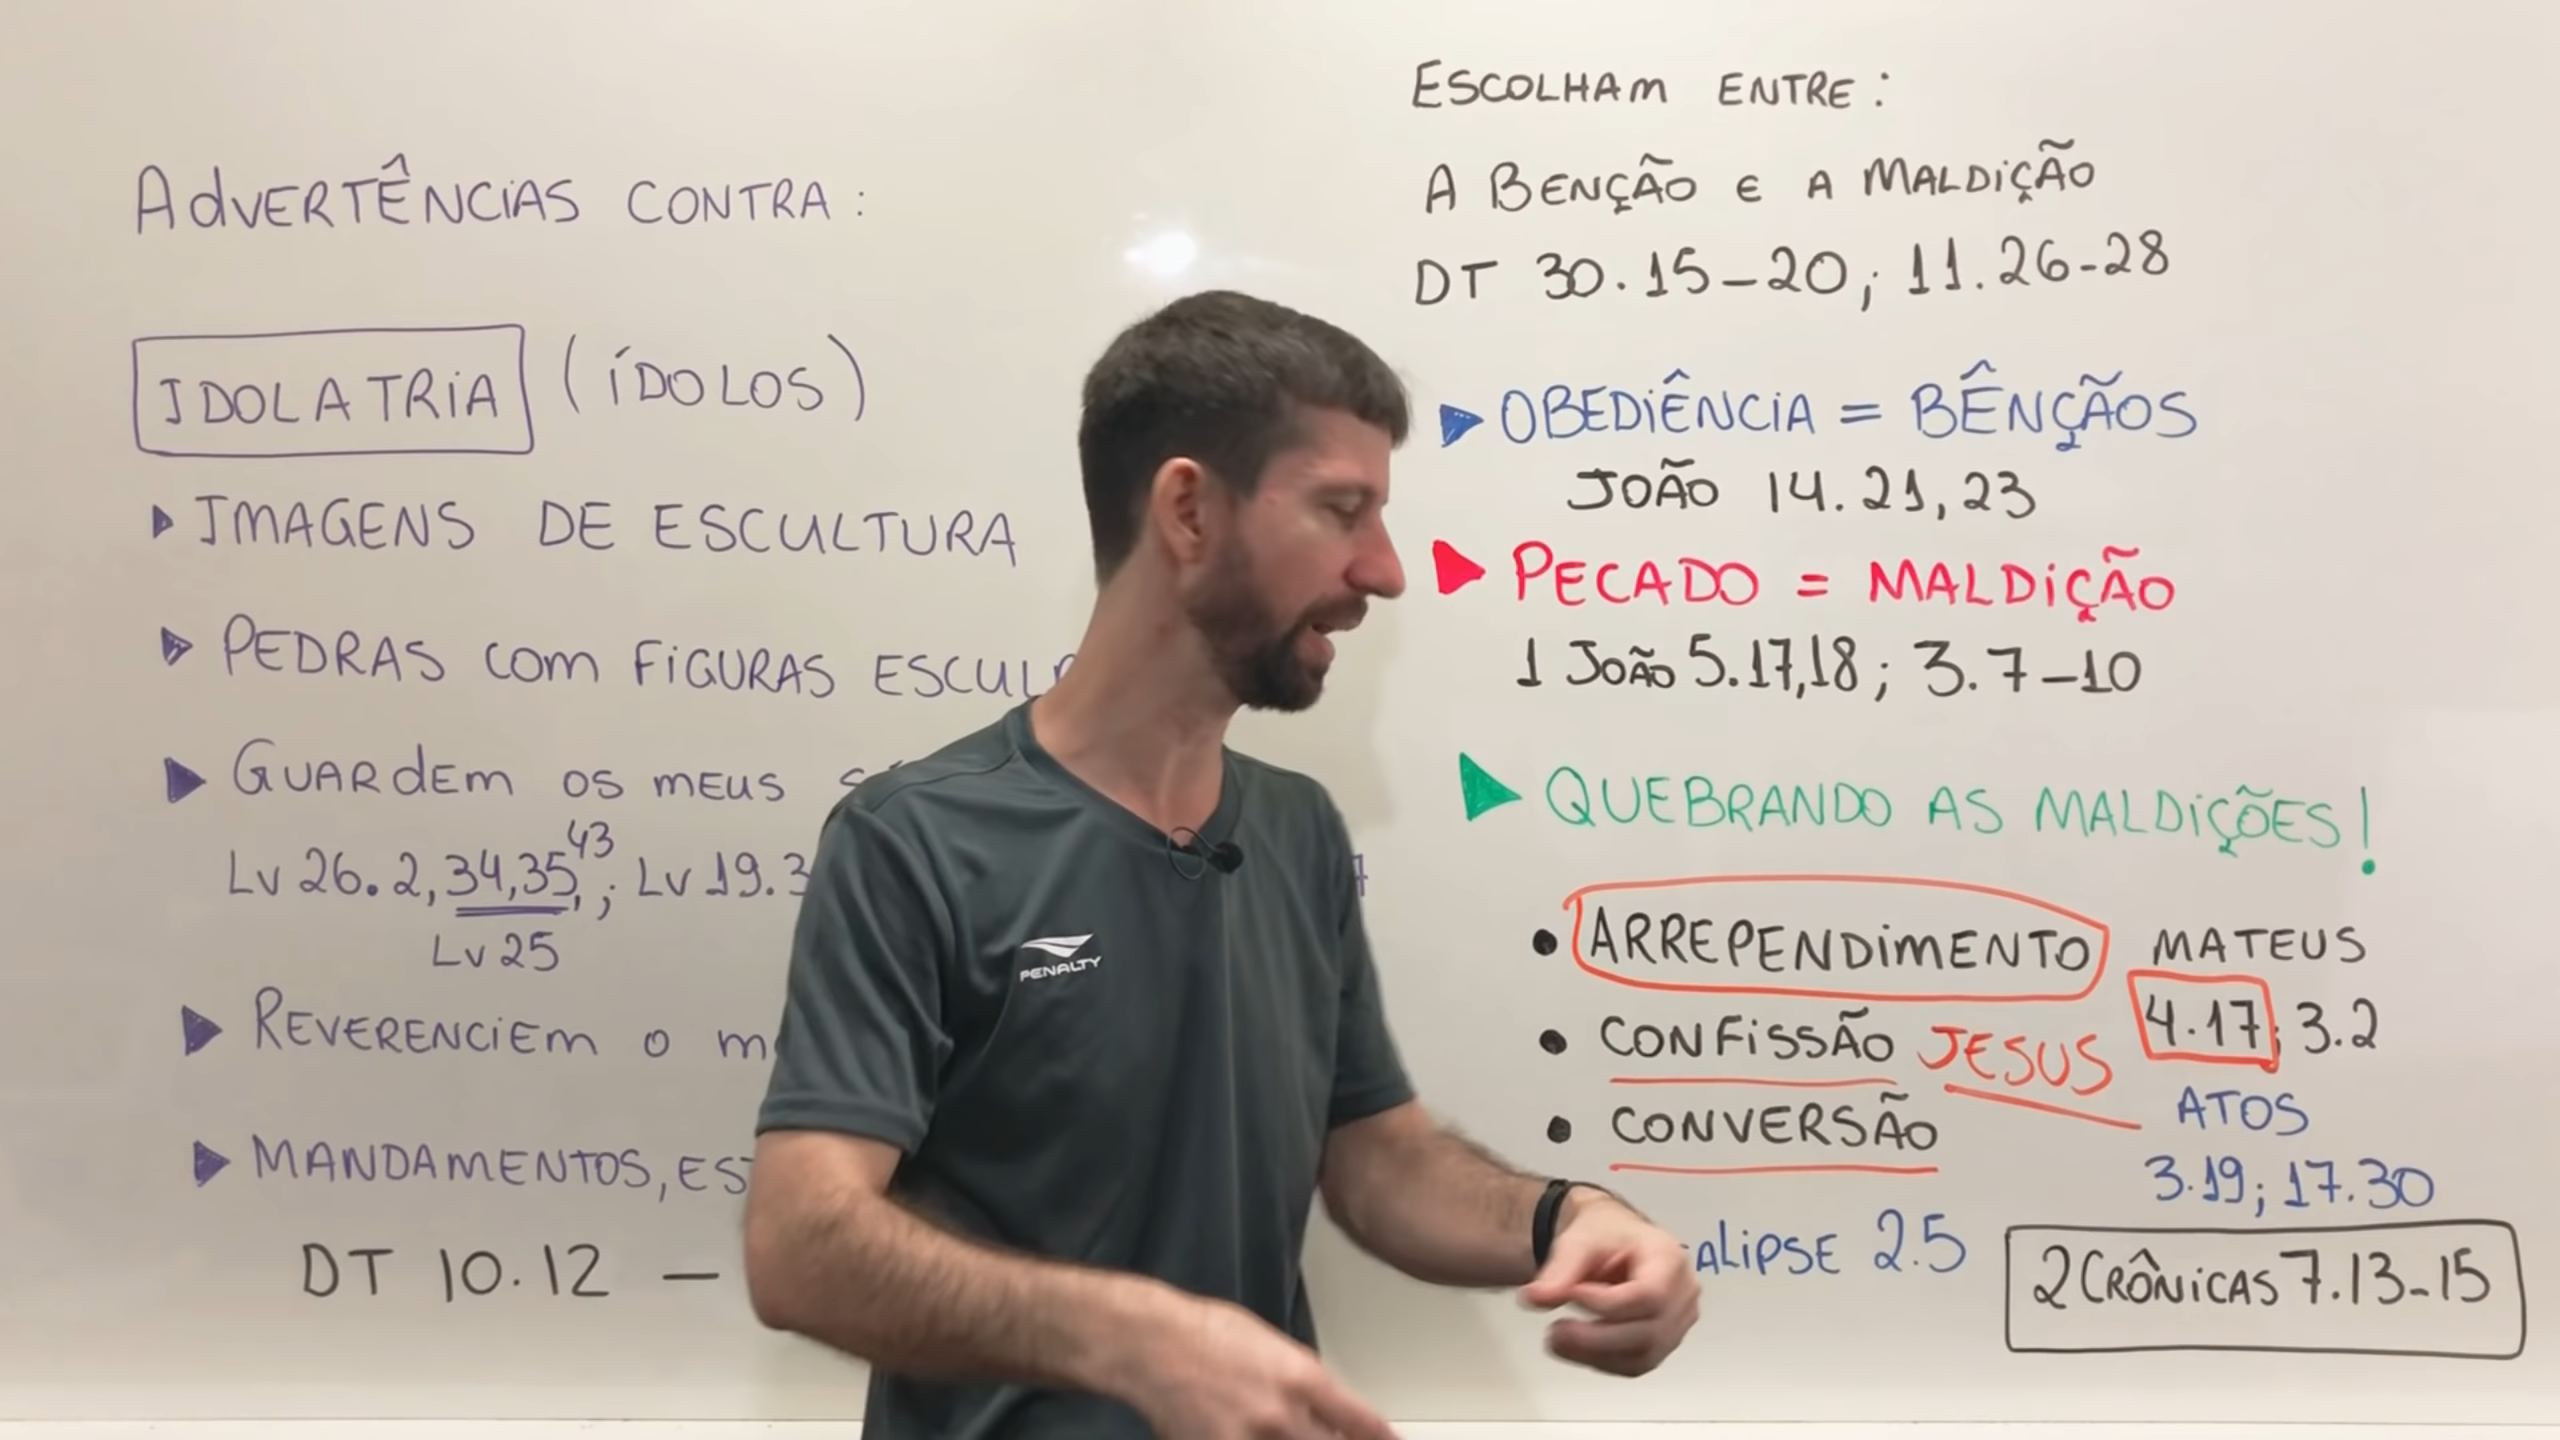 AdVERTÊNCIAS CONTRA:
IDOLATRIA (ÍDOLOS)
IMAGENS DE ESCULTURA
PEDRAS COM FIGURAS
GUARDEM OS MEUS
43
Lv 26.2,34,35,; Lv 19.3
Lv 25
REVERENCIEM O
MANDAMENTOS,
DT 10.12 –
PENALTY
ESCOLHAM ENTRE:
A BENÇÃO E A MALDIÇÃO
DT 30.15-20; 11.26-28
OBEDIÊNCIA = BÊNÇÃOS
JOÃO 14.21,23
PECADO = MALDIÇÃO
1 JOÃO 5.17,18; 3.7-10
QUEBRANDO AS MALDIÇÕES!
• ARREPENDIMENTO MATEUS
4.17; 3.2
• CONFISSÃO JESUS
ATOS
• CONVERSÃO
3.19; 17.30
2.5
2 CRÔNICAS 7.13-15